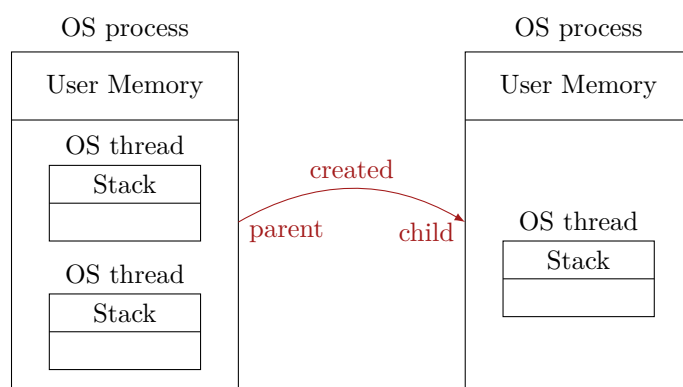 OS process
User Memory
OS thread
Stack
OS thread
Stack
created
parent
child
OS process
User Memory
OS thread
Stack